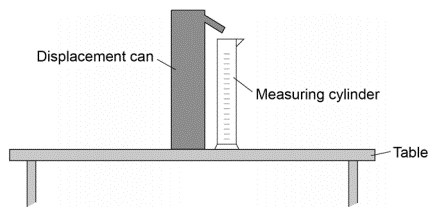 Displacement can
Measuring cylinder
Table